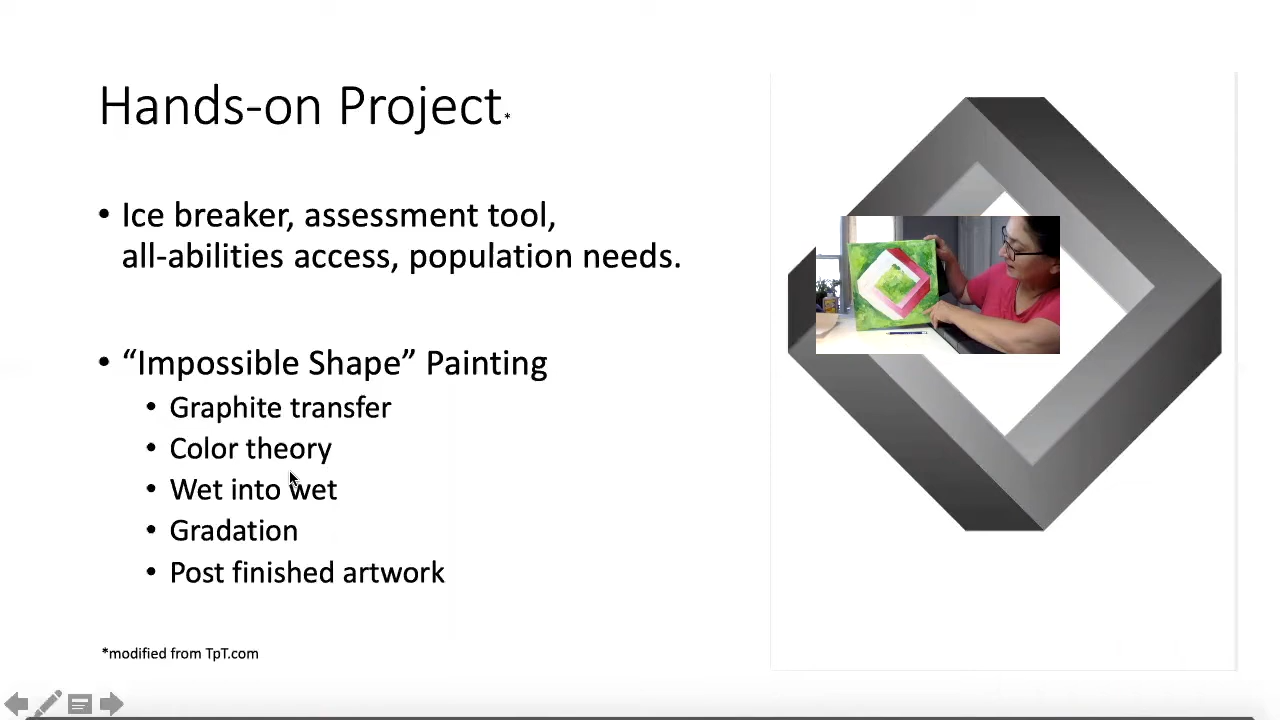 Hands-on Project*
• Ice breaker, assessment tool,
all-abilities access, population needs.
• “Impossible Shape” Painting
• Graphite transfer
• Color theory
• Wet into wet
• Gradation
• Post finished artwork
*modified from TpT.com